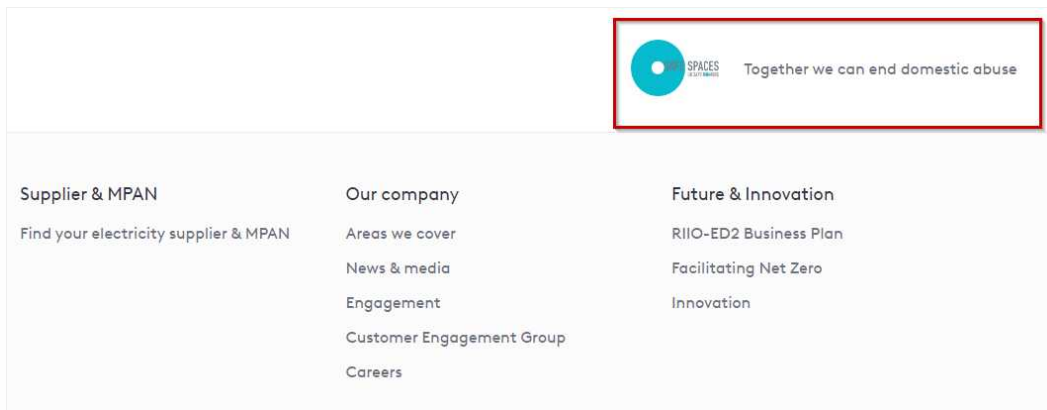 SPACES
Together we can end domestic abuse
Supplier & MPAN
Find your electricity supplier & MPAN
Our company
Areas we cover
News & media
Engagement
Customer Engagement Group
Careers
Future & Innovation
RIIO-ED2 Business Plan
Facilitating Net Zero
Innovation